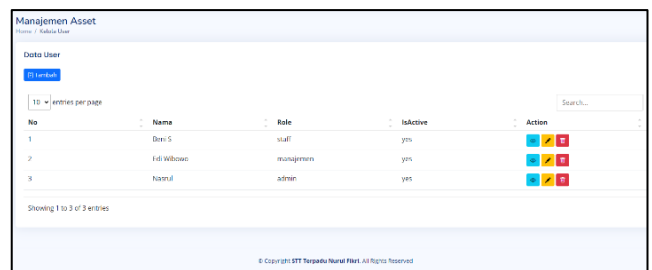 Manajemen Asset
Home / Kelola User
Data User
Tambah
10 entries per page
Search...
No Nama Role IsActive Action
1 Deni S staff yes
2 Edi Wibowo manajemen yes
3 Nasrul admin yes
Showing 1 to 3 of 3 entries
© Copyright STT Terpadu Nurul Fikri. All Rights Reserved